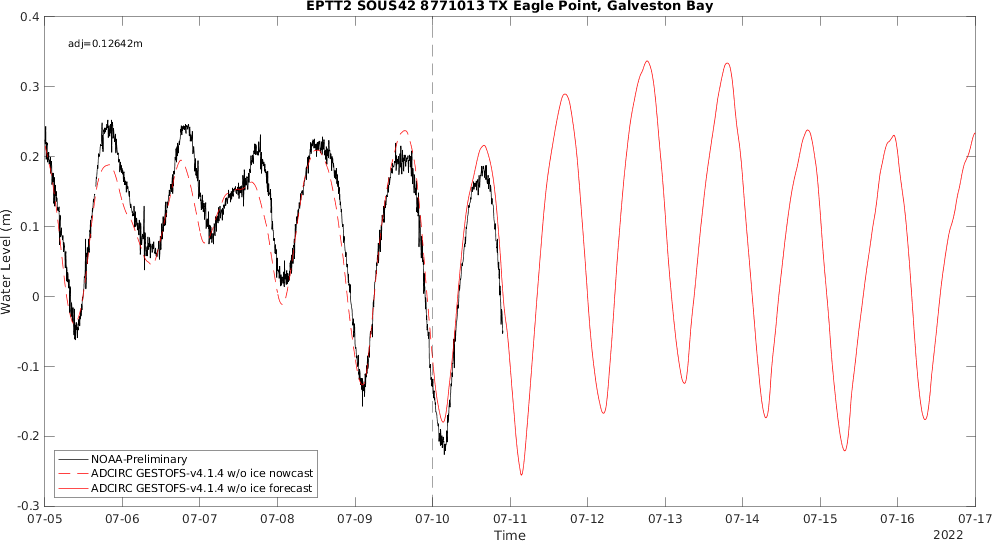 EPTT2 SOUS42 8771013 TX Eagle Point, Galveston Bay
adj=0.12642m
0.4
0.3
0.2
0.1
0
-0.1
-0.2
-0.3
Water Level (m)
NOAA-Preliminary
ADCIRC GESTOFS-v4.1.4 w/o ice nowcast
ADCIRC GESTOFS-v4.1.4 w/o ice forecast
07-05 07-06 07-07 07-08 07-09 07-10 07-11 07-12 07-13 07-14 07-15 07-16 07-17
Time
2022